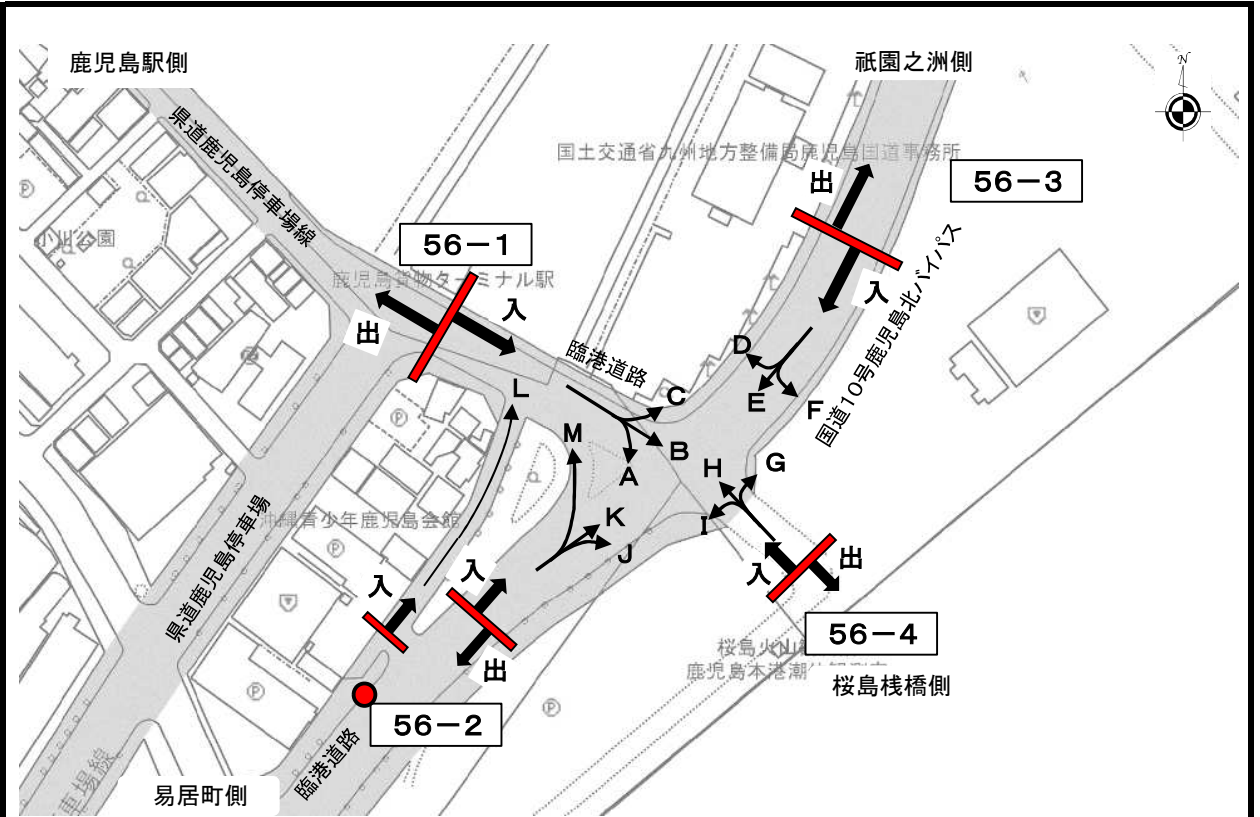 鹿児島駅側
祇園之洲側
N
県道鹿児島停車場線
国土交通省九州地方整備局鹿児島国道事務所
出
56-3
小川公園
56-1
鹿児島貨物ターミナル駅
入
出
入
国道10号鹿児島北バイパス
臨港道路
D
E
F
L
C
M
B
A
H
G
K
I
J
沖縄青少年鹿児島会館
県道鹿児島停車場
入
入
出
入
出
56-4
桜島火山
鹿児島本港潮
桜島桟橋側
56-2
臨港道路
易居町側
車場線
P
P
P
P
P